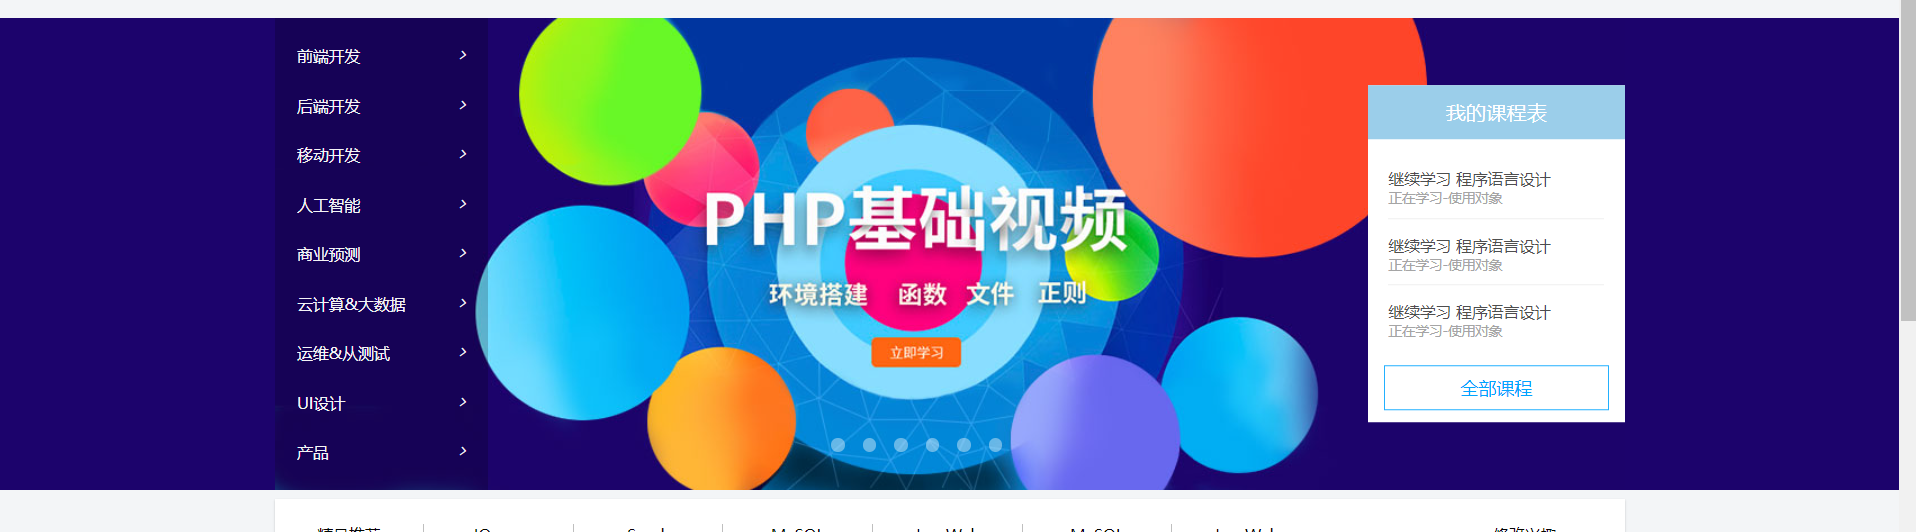 前端开发 >
后端开发 >
移动开发 >
人工智能 >
商业预测 >
云计算&大数据 >
运维&从测试 >
UI设计 >
产品 >
PHP基础视频
环境搭建 函数 文件 正则
立即学习
我的课程表
继续学习 程序语言设计
正在学习-使用对象
继续学习 程序语言设计
正在学习-使用对象
继续学习 程序语言设计
正在学习-使用对象
全部课程